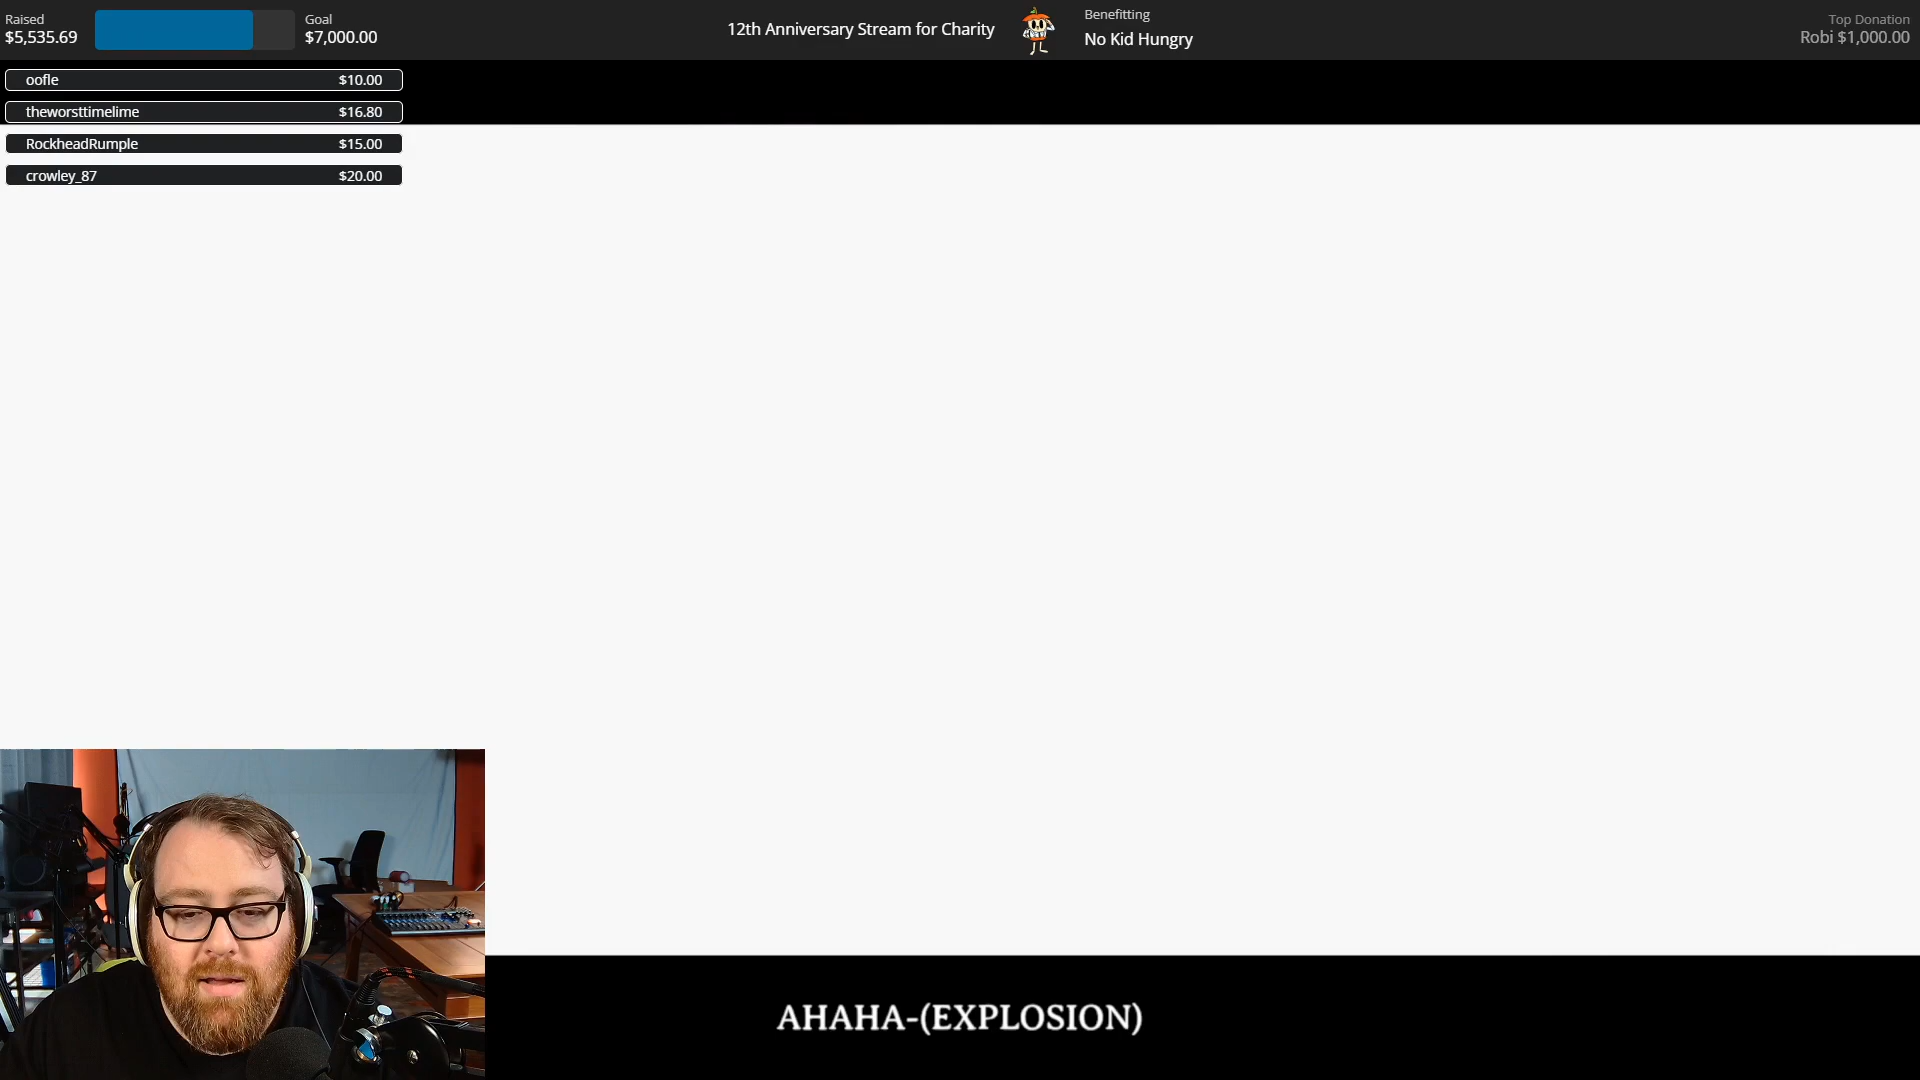 Raised
$5,535.69
Goal
$7,000.00
12th Anniversary Stream for Charity
Benefitting
No Kid Hungry
Top Donation
Robi $1,000.00
oofle $10.00
theworsttimelime $16.80
RockheadRumple $15.00
crowley_87 $20.00
AHAHA-(EXPLOSION)